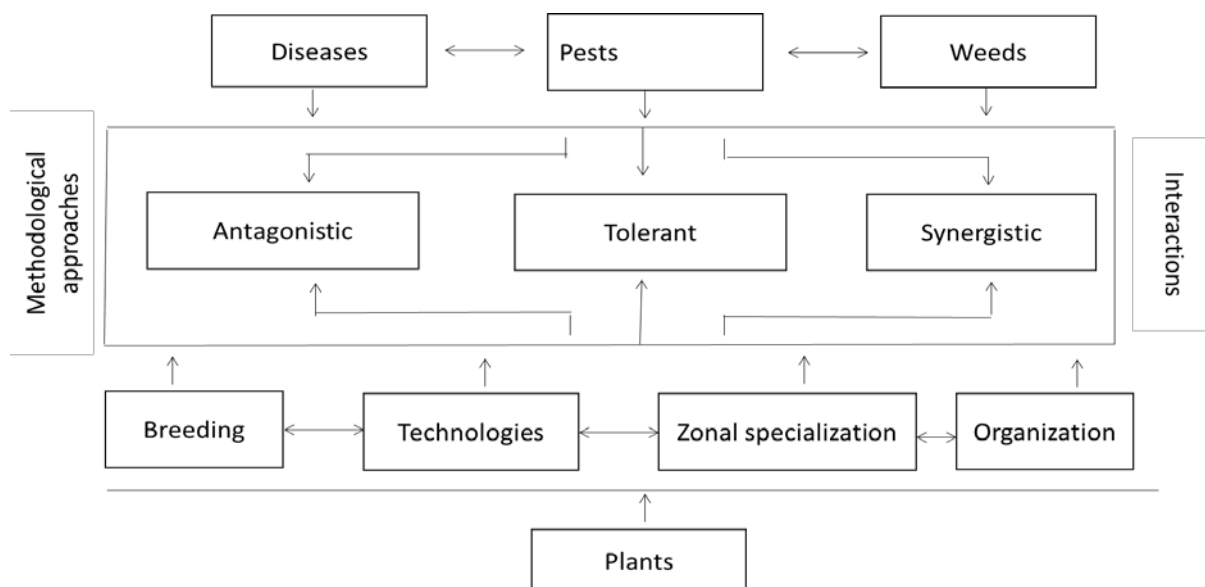 Diseases
Pests
Weeds
Methodological
approaches
Interactions
Antagonistic
Tolerant
Synergistic
Breeding
Technologies
Zonal specialization
Organization
Plants